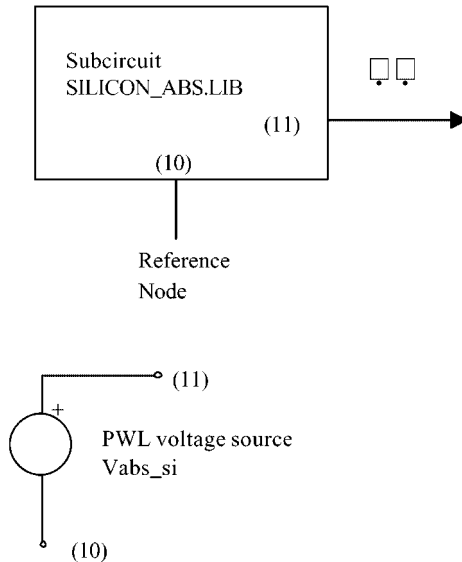 Subcircuit
SILICON_ABS.LIB
(11)
(10)
Reference
Node
(11)
+
PWL voltage source
Vabs_si
(10)